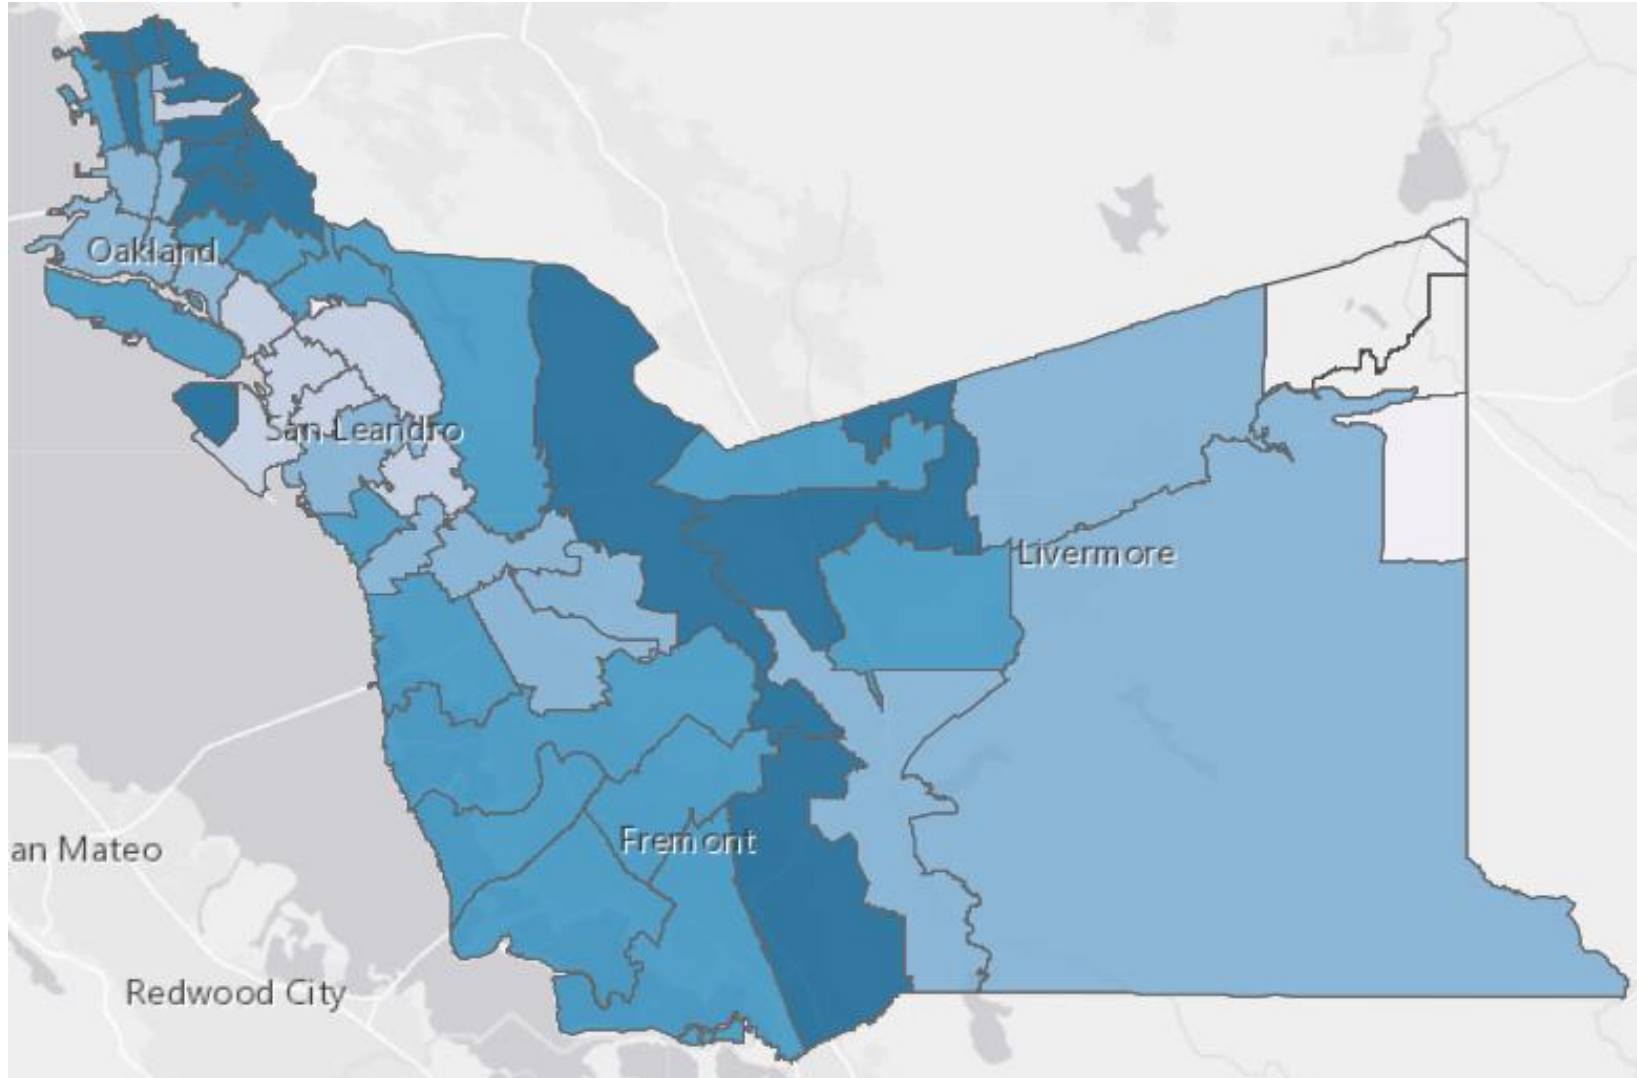 Oakland
San Leandro
Livermore
Fremont
an Mateo
Redwood City